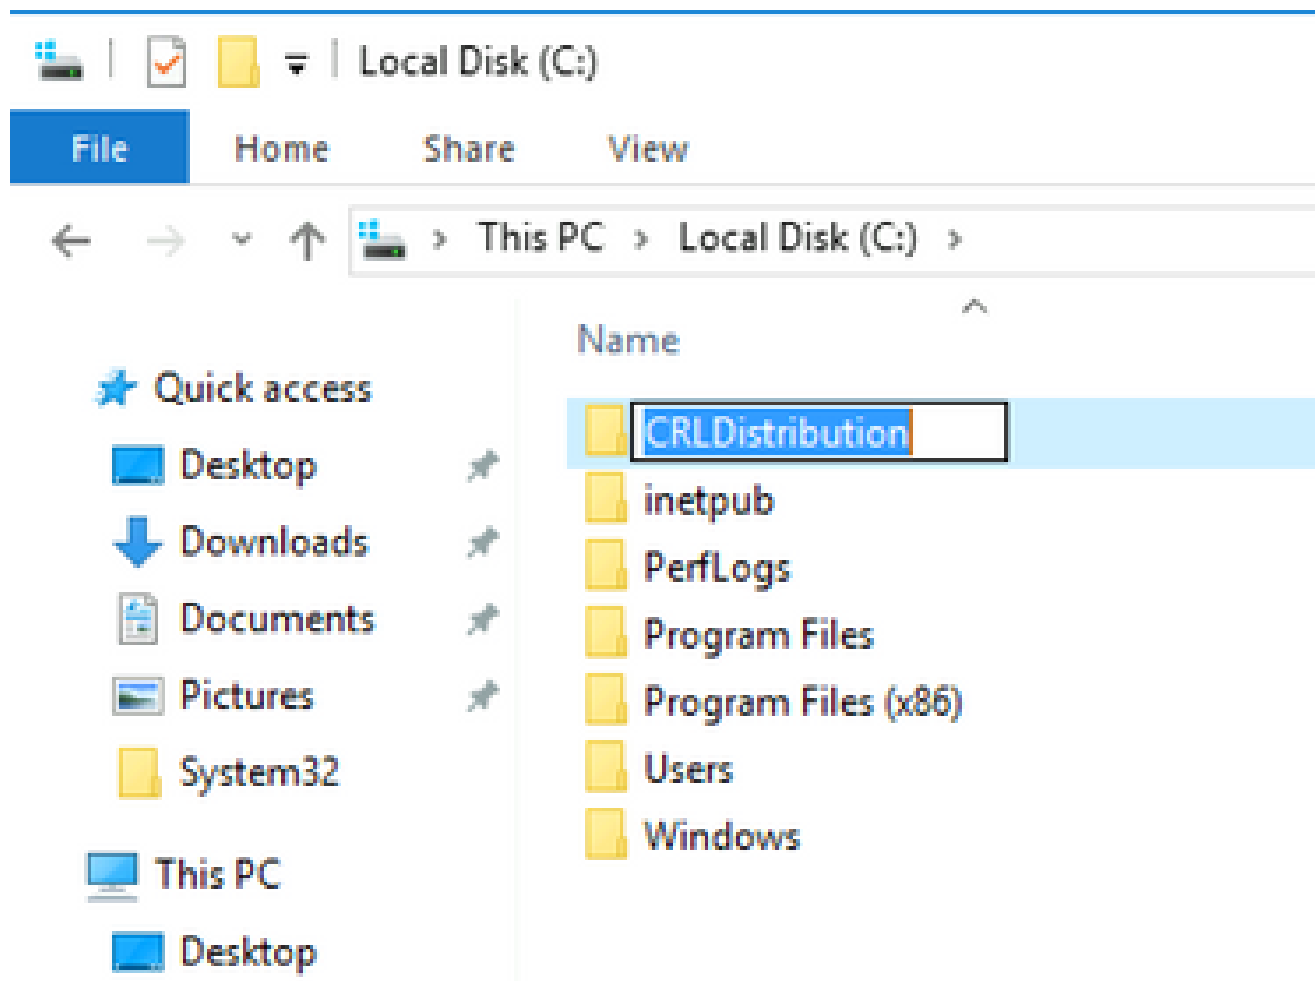 Local Disk (C:)
File Home Share View
This PC > Local Disk (C:) >
Name
Quick access
Desktop
Downloads
Documents
Pictures
System32
This PC
Desktop
CRLDistribution
inetpub
PerfLogs
Program Files
Program Files (x86)
Users
Windows